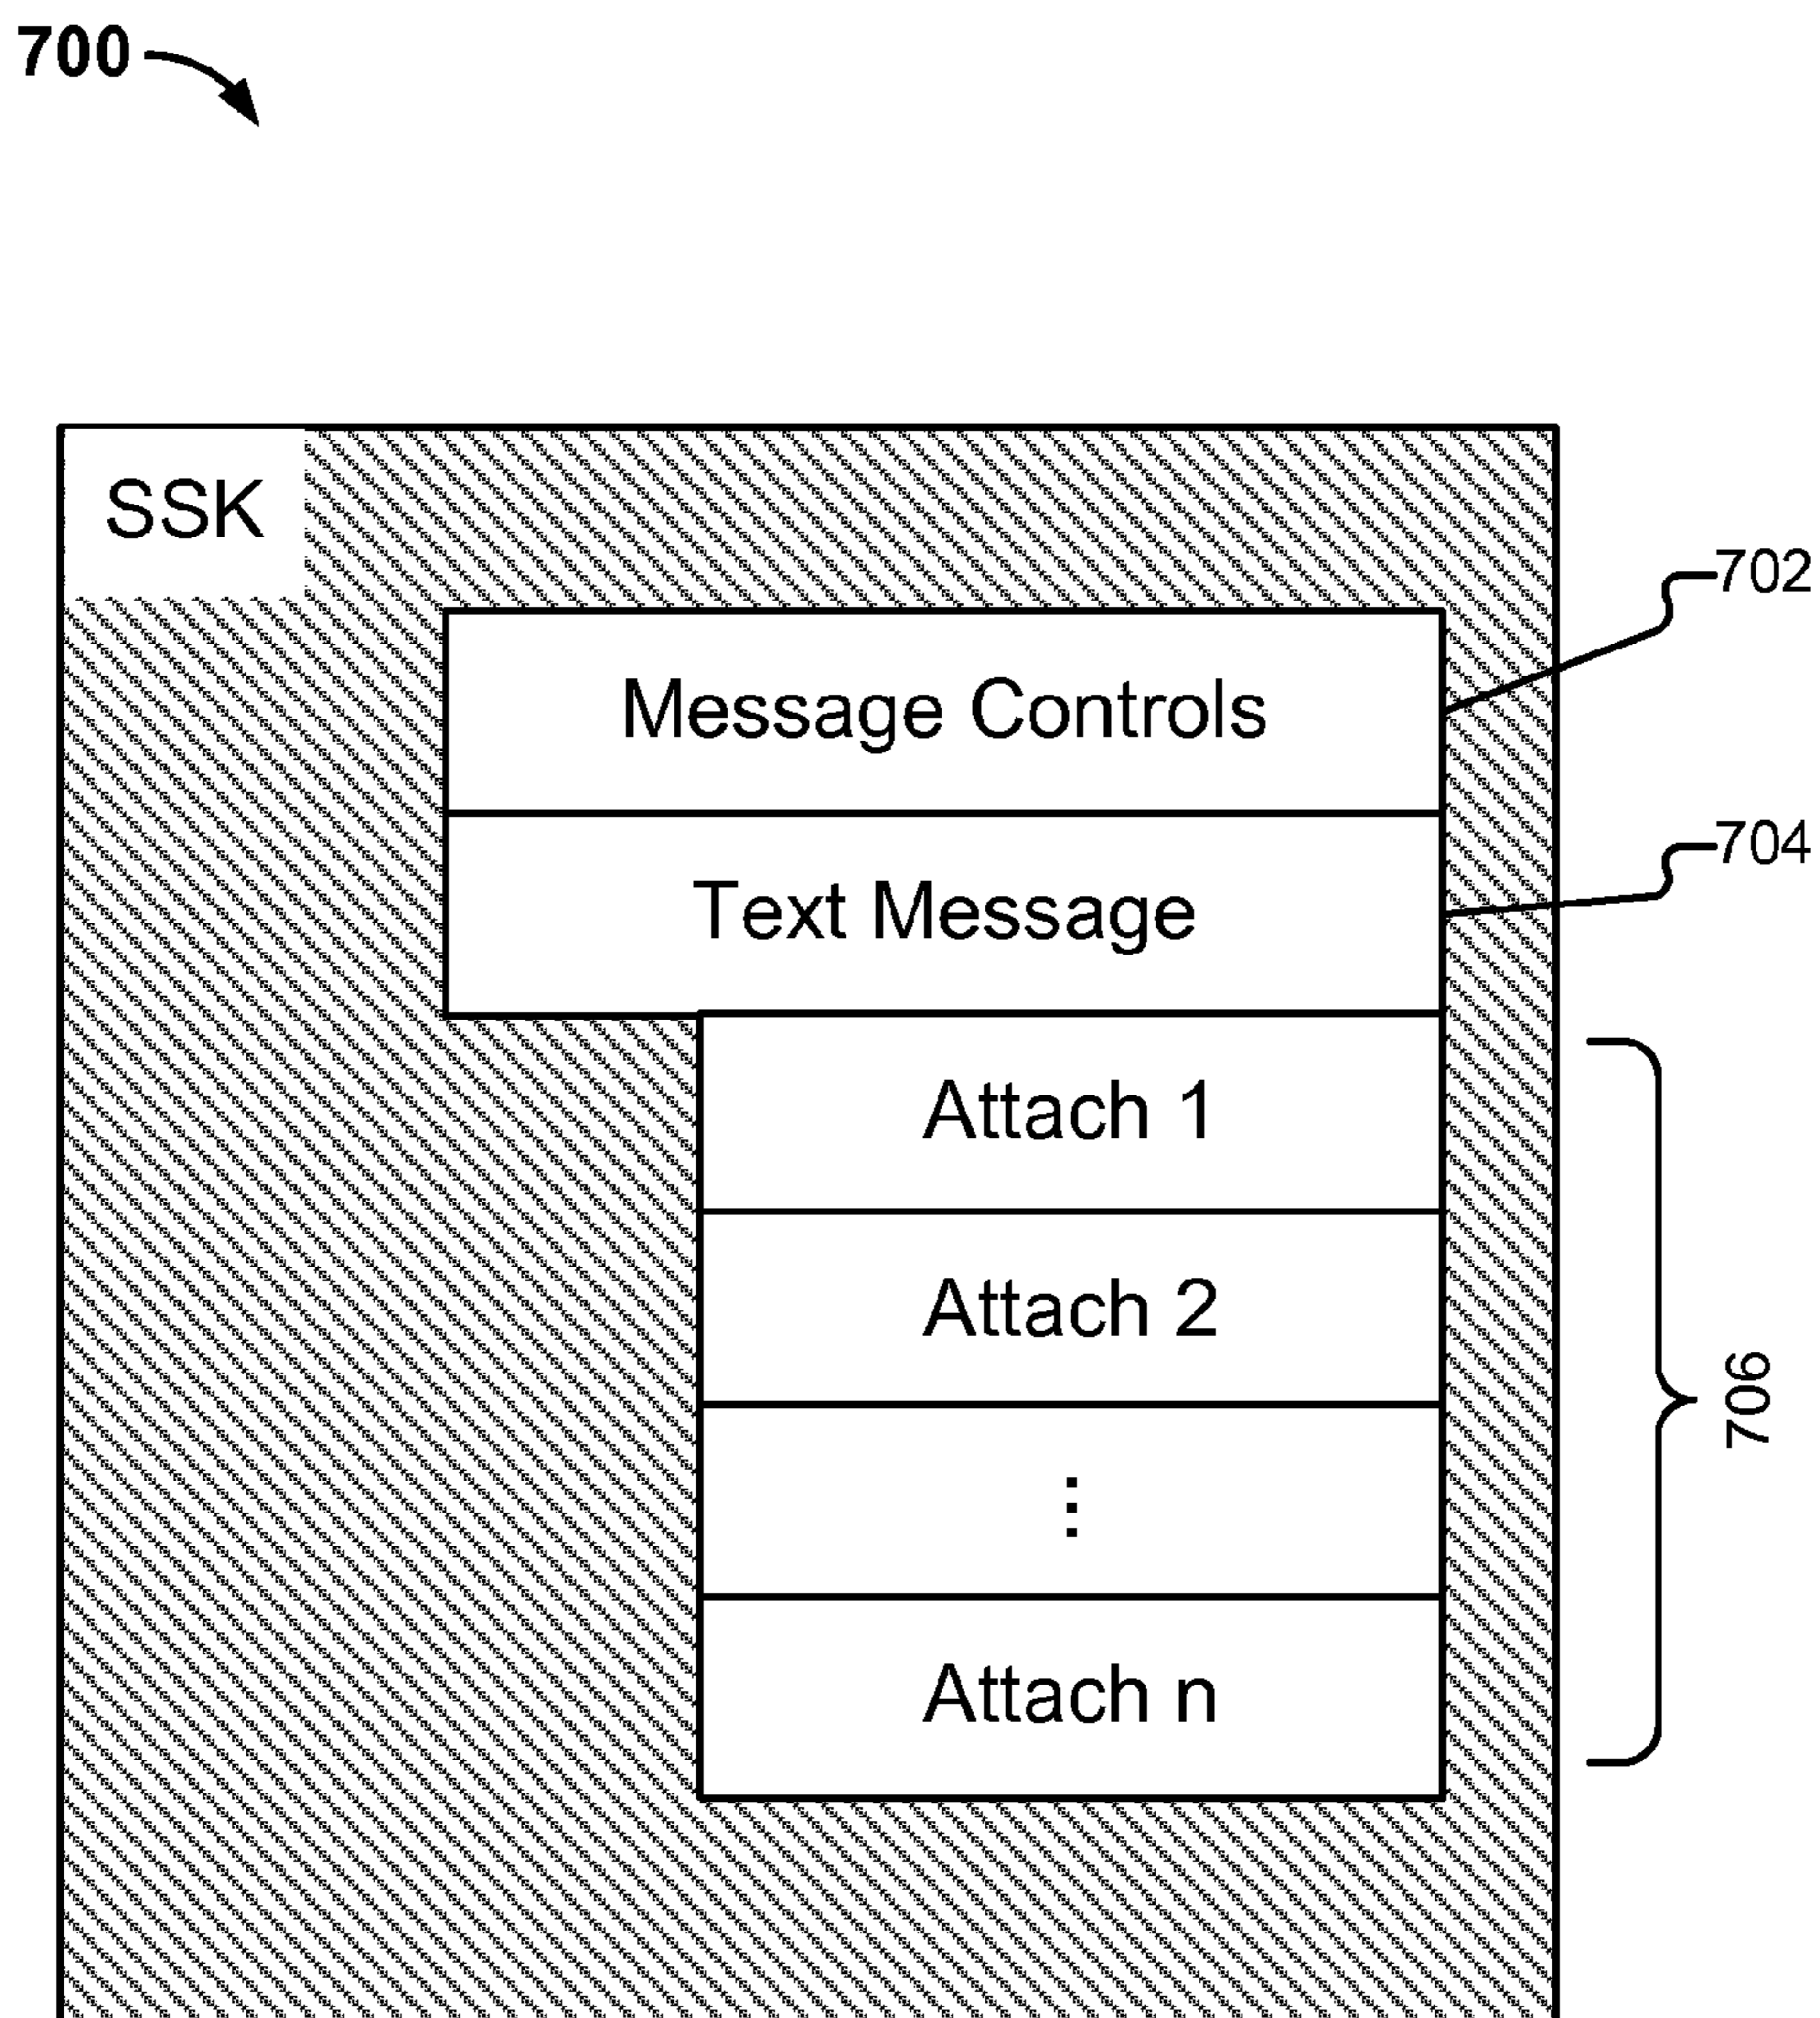 700
SSK
702
Message Controls
704
Text Message
Attach 1
Attach 2
706
⋮
Attach n